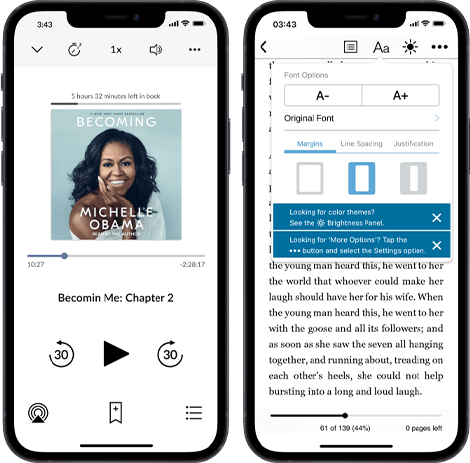 3:43
1x
5 hours 32 minutes left in book
BECOMING
MICHELLE
OBAMA
READ BY THE AUTHOR
10:27
-2:28:17
Becomin Me: Chapter 2
30
30
03:43
Aa
Font Options
A-
A+
Original Font
Margins
Line Spacing
Justification
Looking for color themes?
See the Brightness Panel.
Looking for 'More Options'? Tap the
button and select the Settings option.
the young man heard this, he went to her
the world that whoever could make her
laugh should have her for his wife. When
the young man heard this, he went to her
with the goose and all its followers; and
as soon as she saw the seven all hanging
together, and running about, treading on
each other's heels, she could not help
bursting into a long and loud laugh.
61 of 139 (44%)
0 pages left